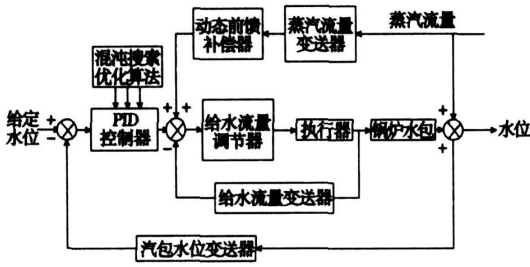 动态前馈
补偿器
蒸汽流量
变送器
蒸汽流量
混沌搜索
优化算法
给定
水位
+
−
PID
控制器
+
+
−
给水流量
调节器
执行器
锅炉水包
+
+
水位
给水流量变送器
汽包水位变送器